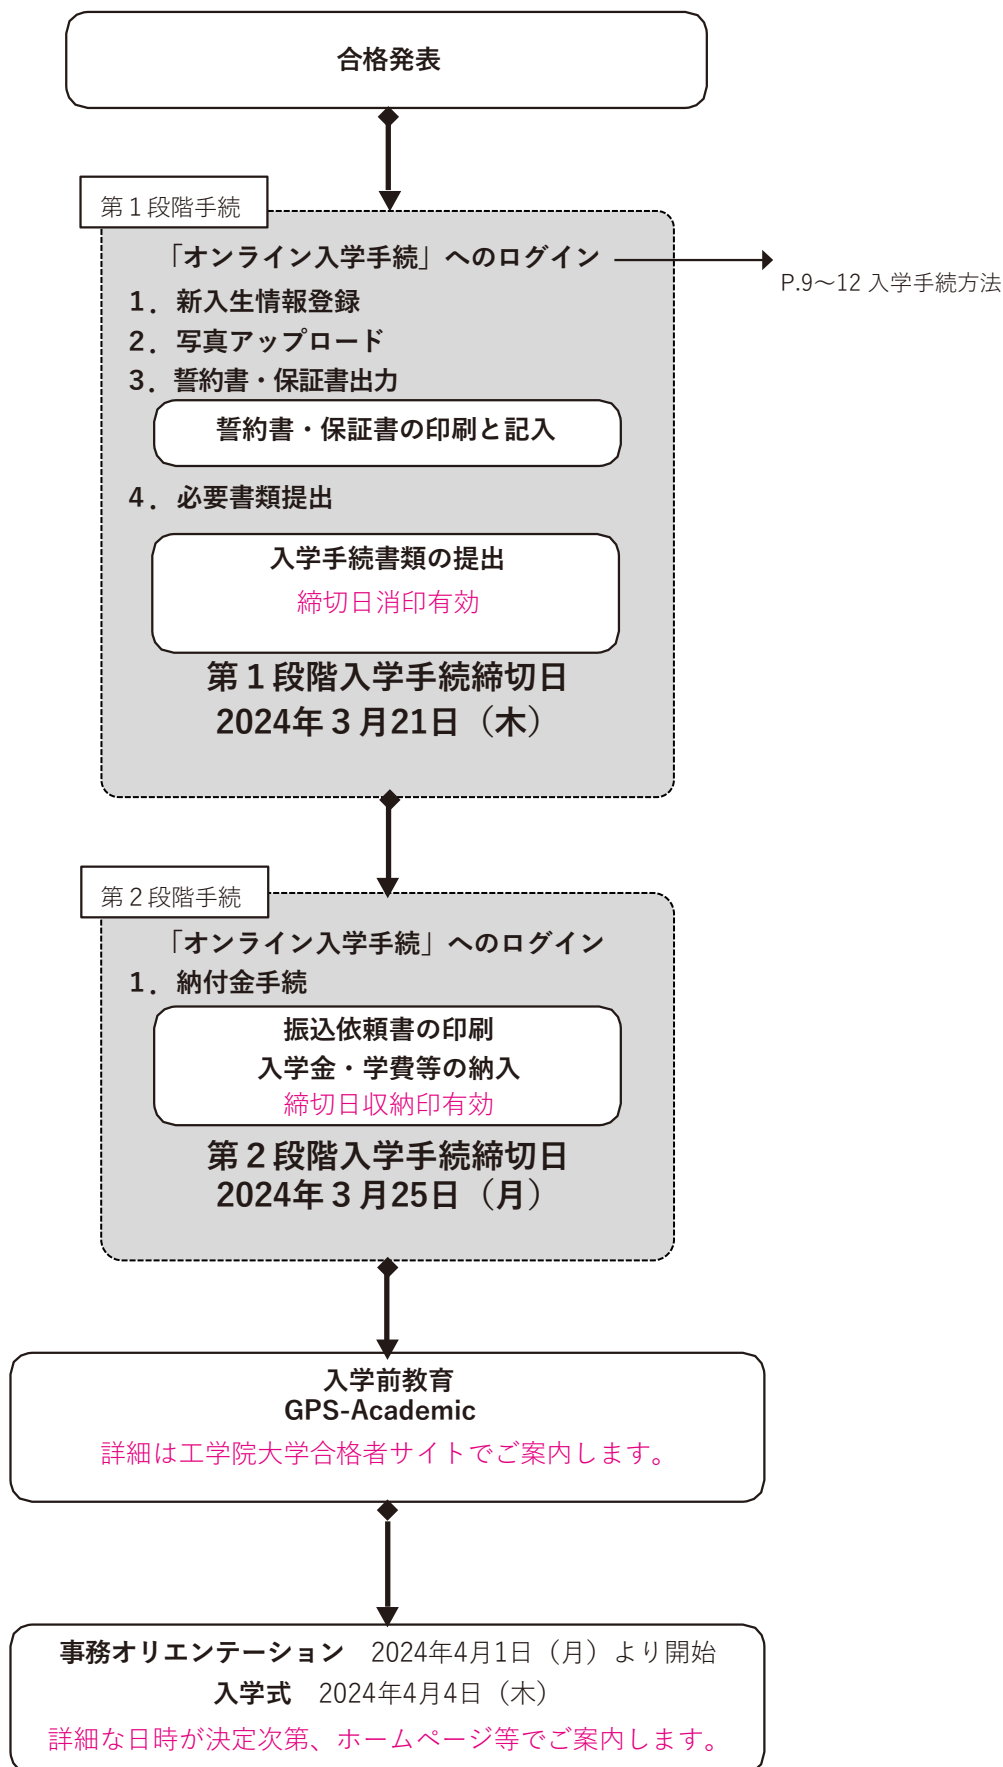 合格発表
第１段階手続
「オンライン入学手続」へのログイン
P.9～12 入学手続方法
1．新入生情報登録
2．写真アップロード
3．誓約書・保証書出力
誓約書・保証書の印刷と記入
4．必要書類提出
入学手続書類の提出
締切日消印有効
第１段階入学手続締切日
2024年３月21日（木）
第２段階手続
「オンライン入学手続」へのログイン
1．納付金手続
振込依頼書の印刷
入学金・学費等の納入
締切日収納印有効
第２段階入学手続締切日
2024年３月25日（月）
入学前教育
GPS-Academic
詳細は工学院大学合格者サイトでご案内します。
事務オリエンテーション　2024年4月1日（月）より開始
入学式　2024年4月4日（木）
詳細な日時が決定次第、ホームページ等でご案内します。